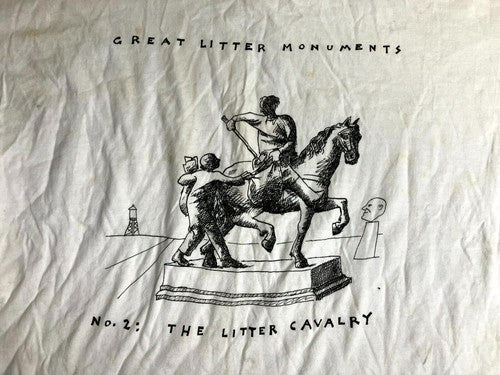 GREAT LITTER MONUMENTS
No. 2: THE LITTER CAVALRY